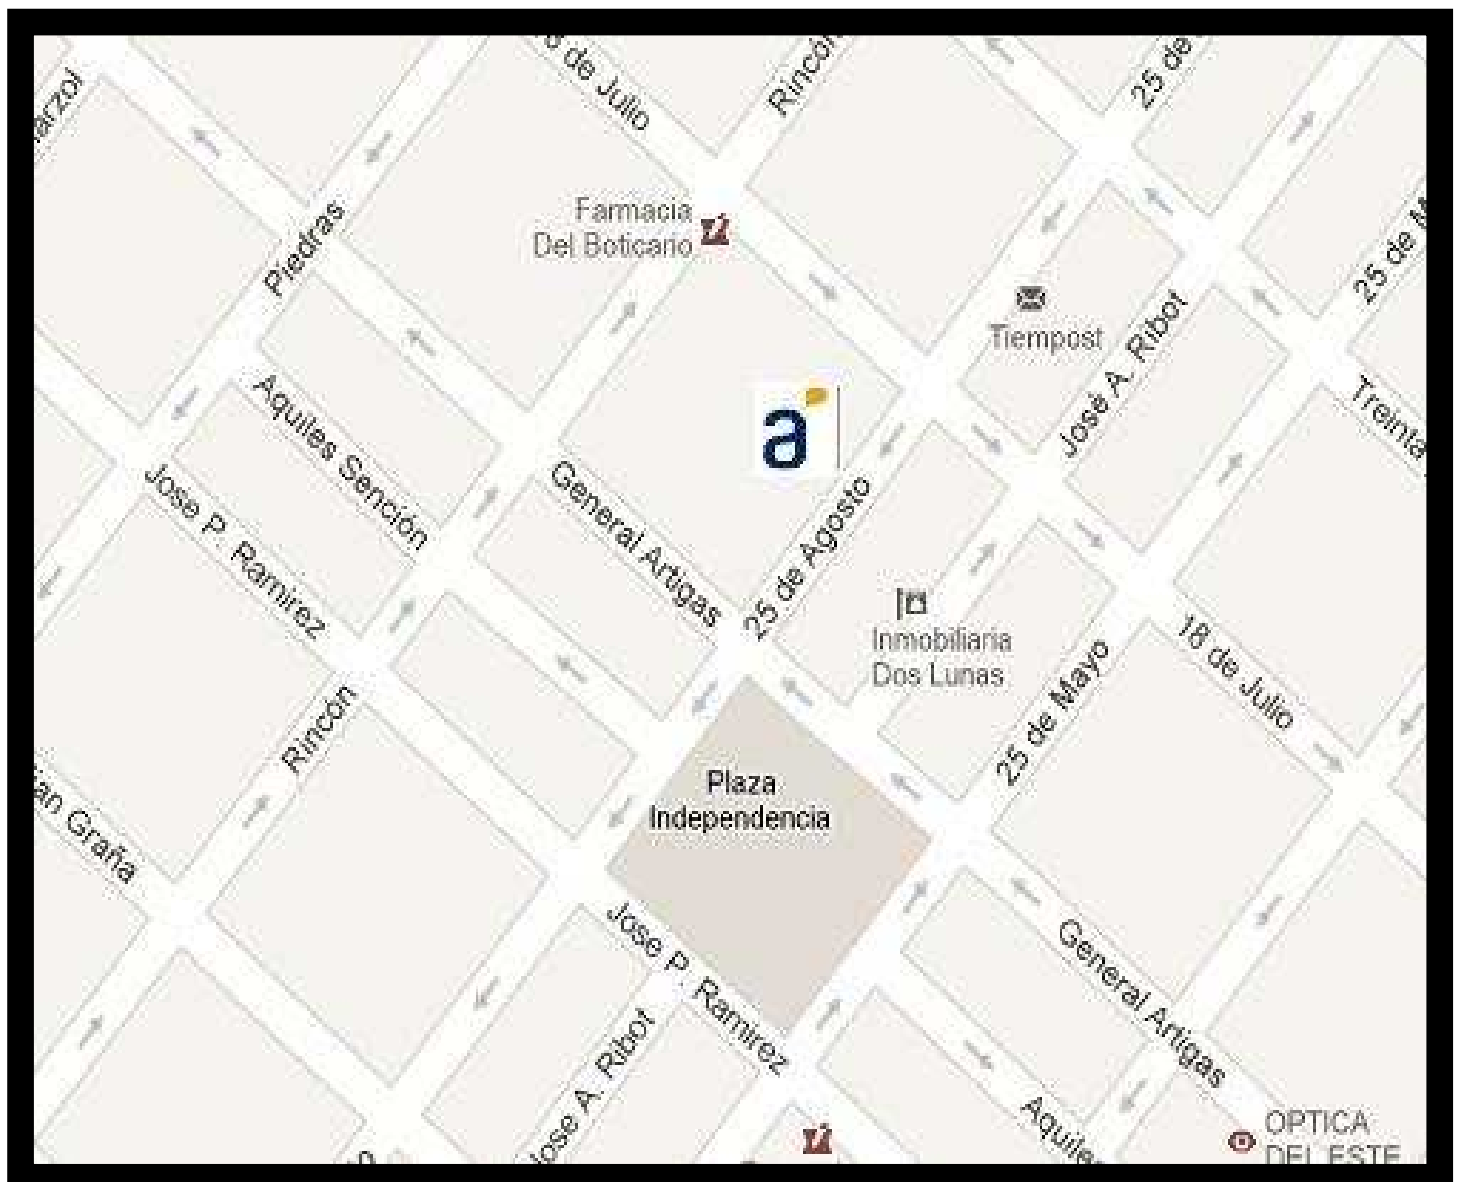 de Julio
Rincón
25 de
Farmacia
Del Boticario
Piedras
25 de M
Tiempost
José A. Ribot
Treinta
Aquiles Sención
a
General Artigas
25 de Agosto
Jose P. Ramirez
Inmobiliaria
Dos Lunas
18 de Julio
25 de Mayo
Rincón
Plaza
Independencia
an Graña
Jose P. Ramirez
General Artigas
Jose A. Ribot
Aquiles
OPTICA
DEL ESTE